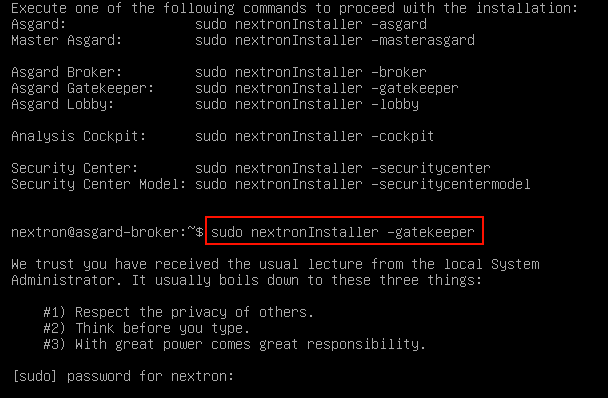 Execute one of the following commands to proceed with the installation:
Asgard: sudo nextronInstaller -asgard
Master Asgard: sudo nextronInstaller -masterasgard
Asgard Broker: sudo nextronInstaller -broker
Asgard Gatekeeper: sudo nextronInstaller -gatekeeper
Asgard Lobby: sudo nextronInstaller -lobby
Analysis Cockpit: sudo nextronInstaller -cockpit
Security Center: sudo nextronInstaller -securitycenter
Security Center Model: sudo nextronInstaller -securitycentermodel
nextron@asgard-broker:~$ sudo nextronInstaller -gatekeeper
We trust you have received the usual lecture from the local System
Administrator. It usually boils down to these three things:
#1) Respect the privacy of others.
#2) Think before you type.
#3) With great power comes great responsibility.
[sudo] password for nextron: